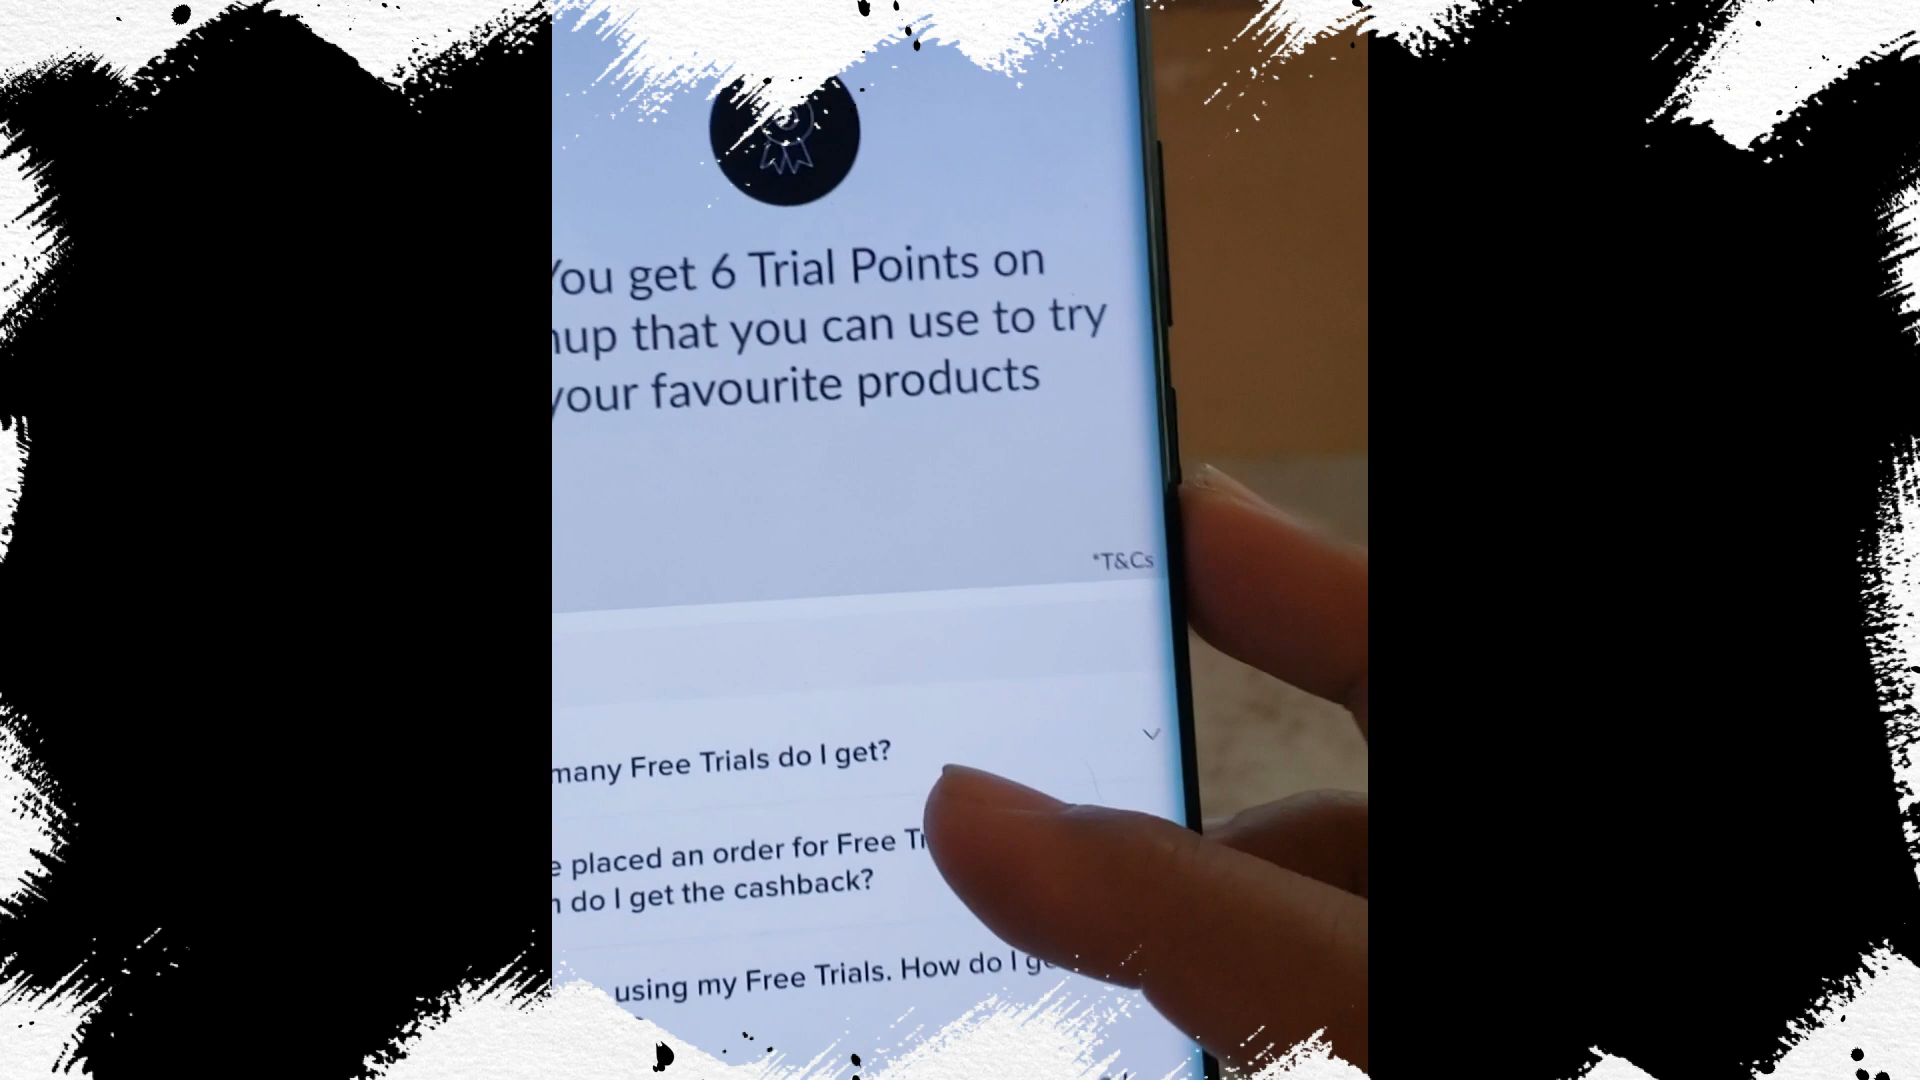 You get 6 Trial Points on
up that you can use to try
your favourite products
*T&Cs
many Free Trials do I get?
placed an order for Free
do I get the cashback?
using my Free Trials. How do I